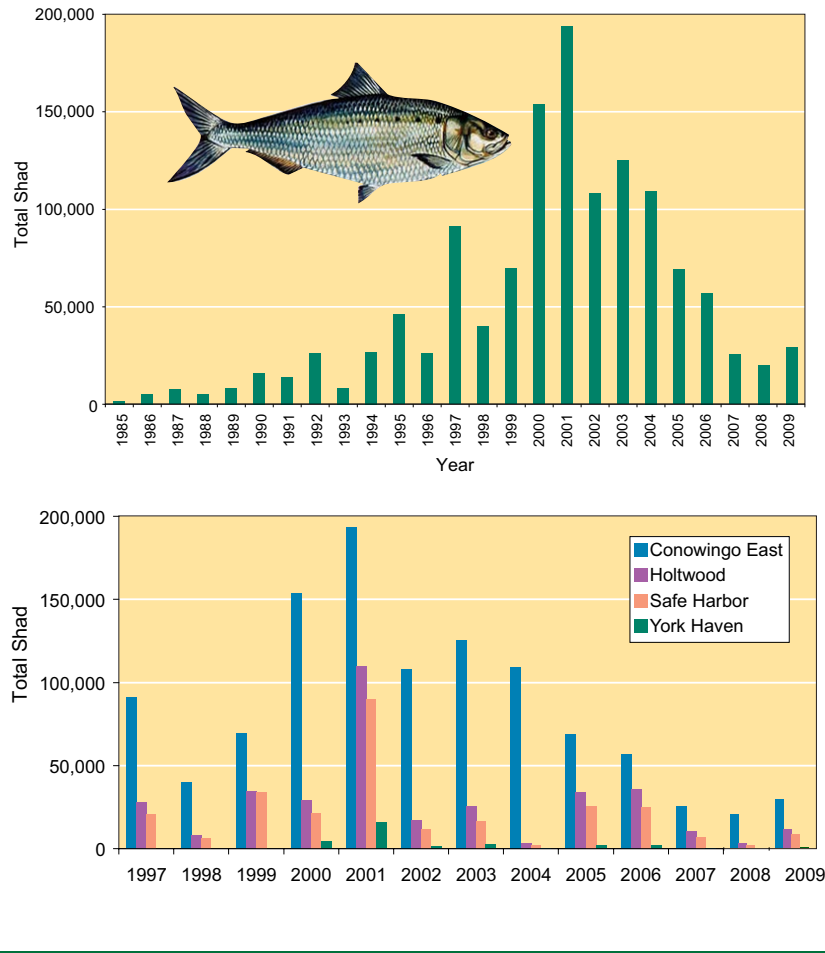 200,000
150,000
100,000
50,000
0
Total Shad
1985 1986 1987 1988 1989 1990 1991 1992 1993 1994 1995 1996 1997 1998 1999 2000 2001 2002 2003 2004 2005 2006 2007 2008 2009
Year
200,000
150,000
100,000
50,000
0
Total Shad
Conowingo East
Holtwood
Safe Harbor
York Haven
1997 1998 1999 2000 2001 2002 2003 2004 2005 2006 2007 2008 2009